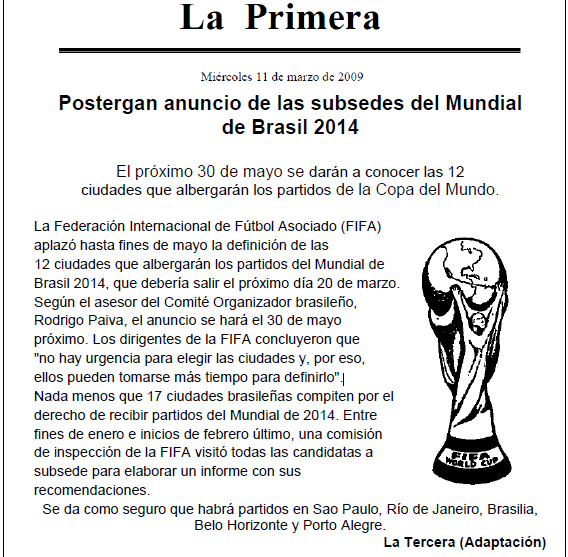 La Primera
Miércoles 11 de marzo de 2009
Postergan anuncio de las subsedes del Mundial
de Brasil 2014
El próximo 30 de mayo se darán a conocer las 12
ciudades que albergarán los partidos de la Copa del Mundo.
La Federación Internacional de Fútbol Asociado (FIFA)
aplazó hasta fines de mayo la definición de las
12 ciudades que albergarán los partidos del Mundial de
Brasil 2014, que debería salir el próximo día 20 de marzo.
Según el asesor del Comité Organizador brasileño,
Rodrigo Paiva, el anuncio se hará el 30 de mayo
próximo. Los dirigentes de la FIFA concluyeron que
"no hay urgencia para elegir las ciudades y, por eso,
ellos pueden tomarse más tiempo para definirlo".
Nada menos que 17 ciudades brasileñas compiten por el
derecho de recibir partidos del Mundial de 2014. Entre
fines de enero e inicios de febrero último, una comisión
de inspección de la FIFA visitó todas las candidatas a
subsede para elaborar un informe con sus
recomendaciones.
FIFA
WORLD CUP
Se da como seguro que habrá partidos en Sao Paulo, Río de Janeiro, Brasilia,
Belo Horizonte y Porto Alegre.
La Tercera (Adaptación)